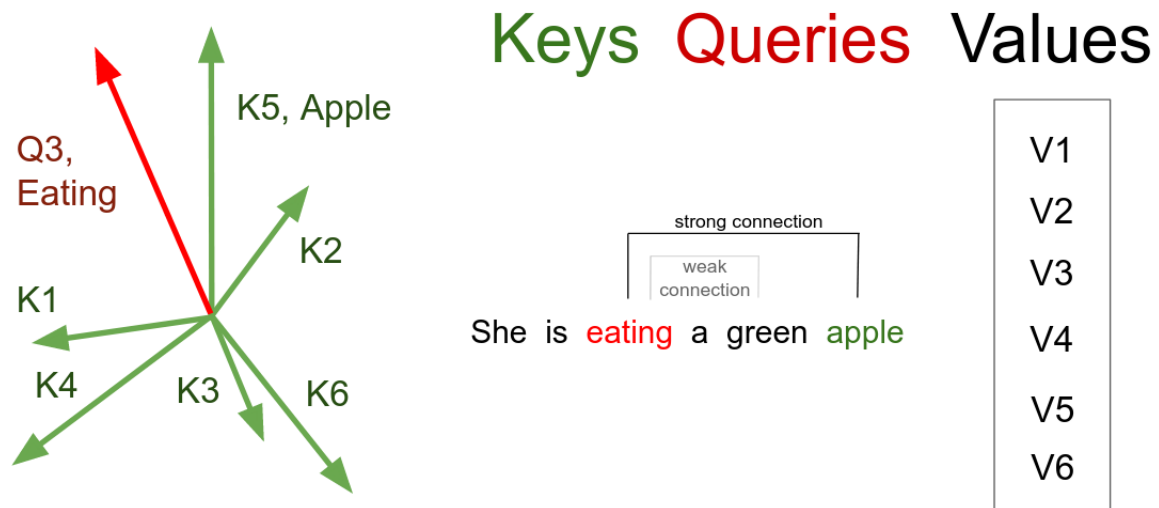 Keys Queries Values
K5, Apple
Q3,
Eating
K2
K1
K4
K3
K6
strong connection
weak
connection
She is eating a green apple
V1
V2
V3
V4
V5
V6